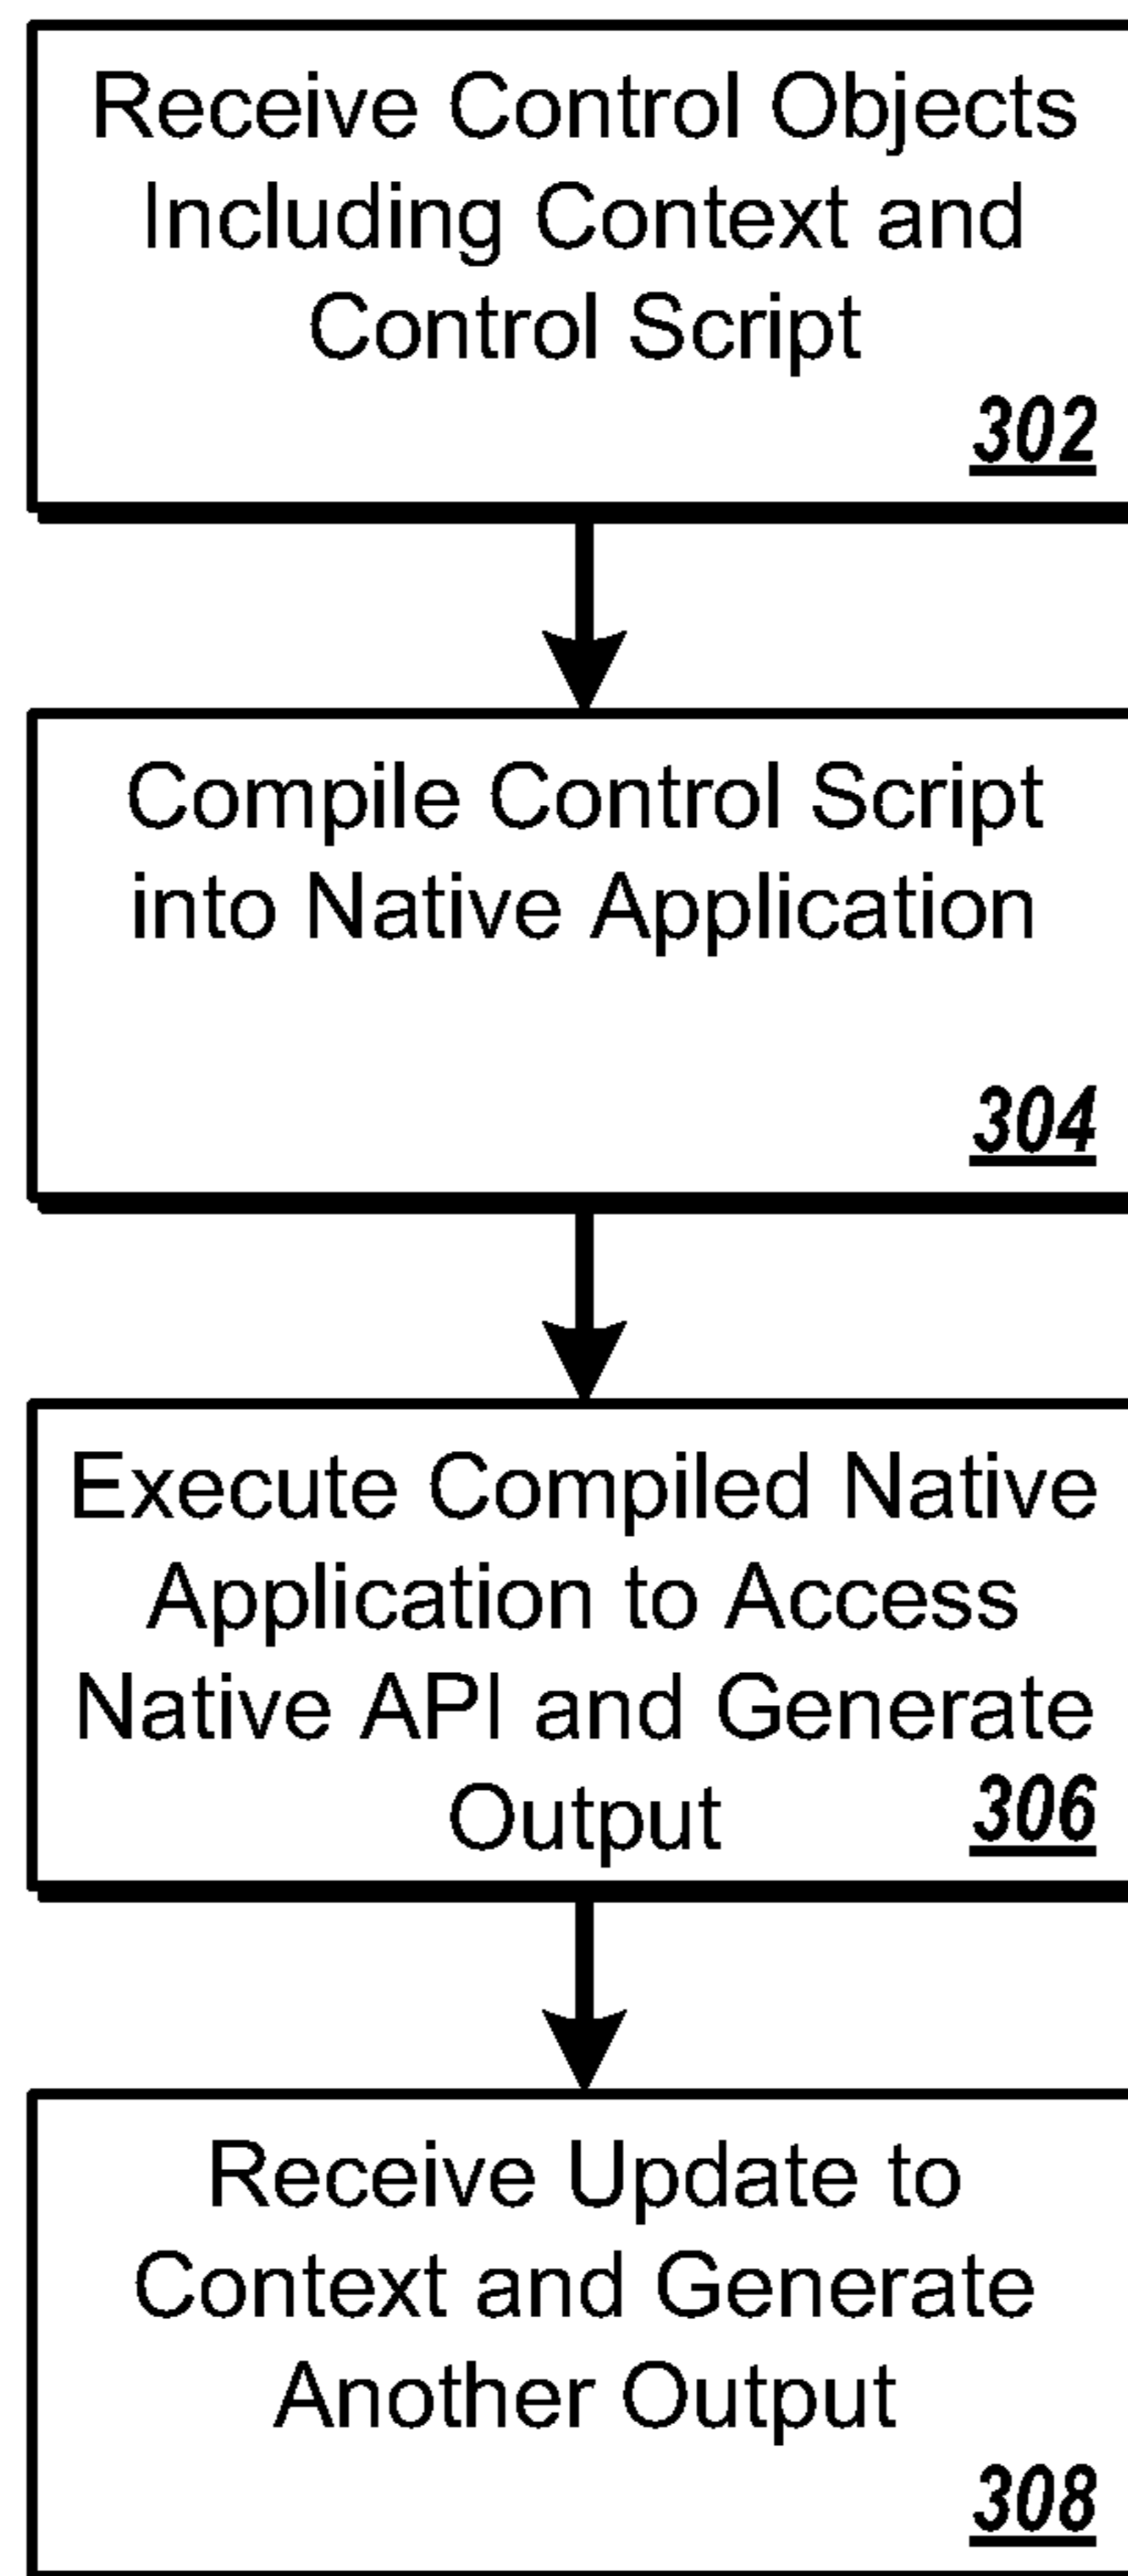 Receive Control Objects
Including Context and
Control Script
302
Compile Control Script
into Native Application
304
Execute Compiled Native
Application to Access
Native API and Generate
Output 306
Receive Update to
Context and Generate
Another Output
308